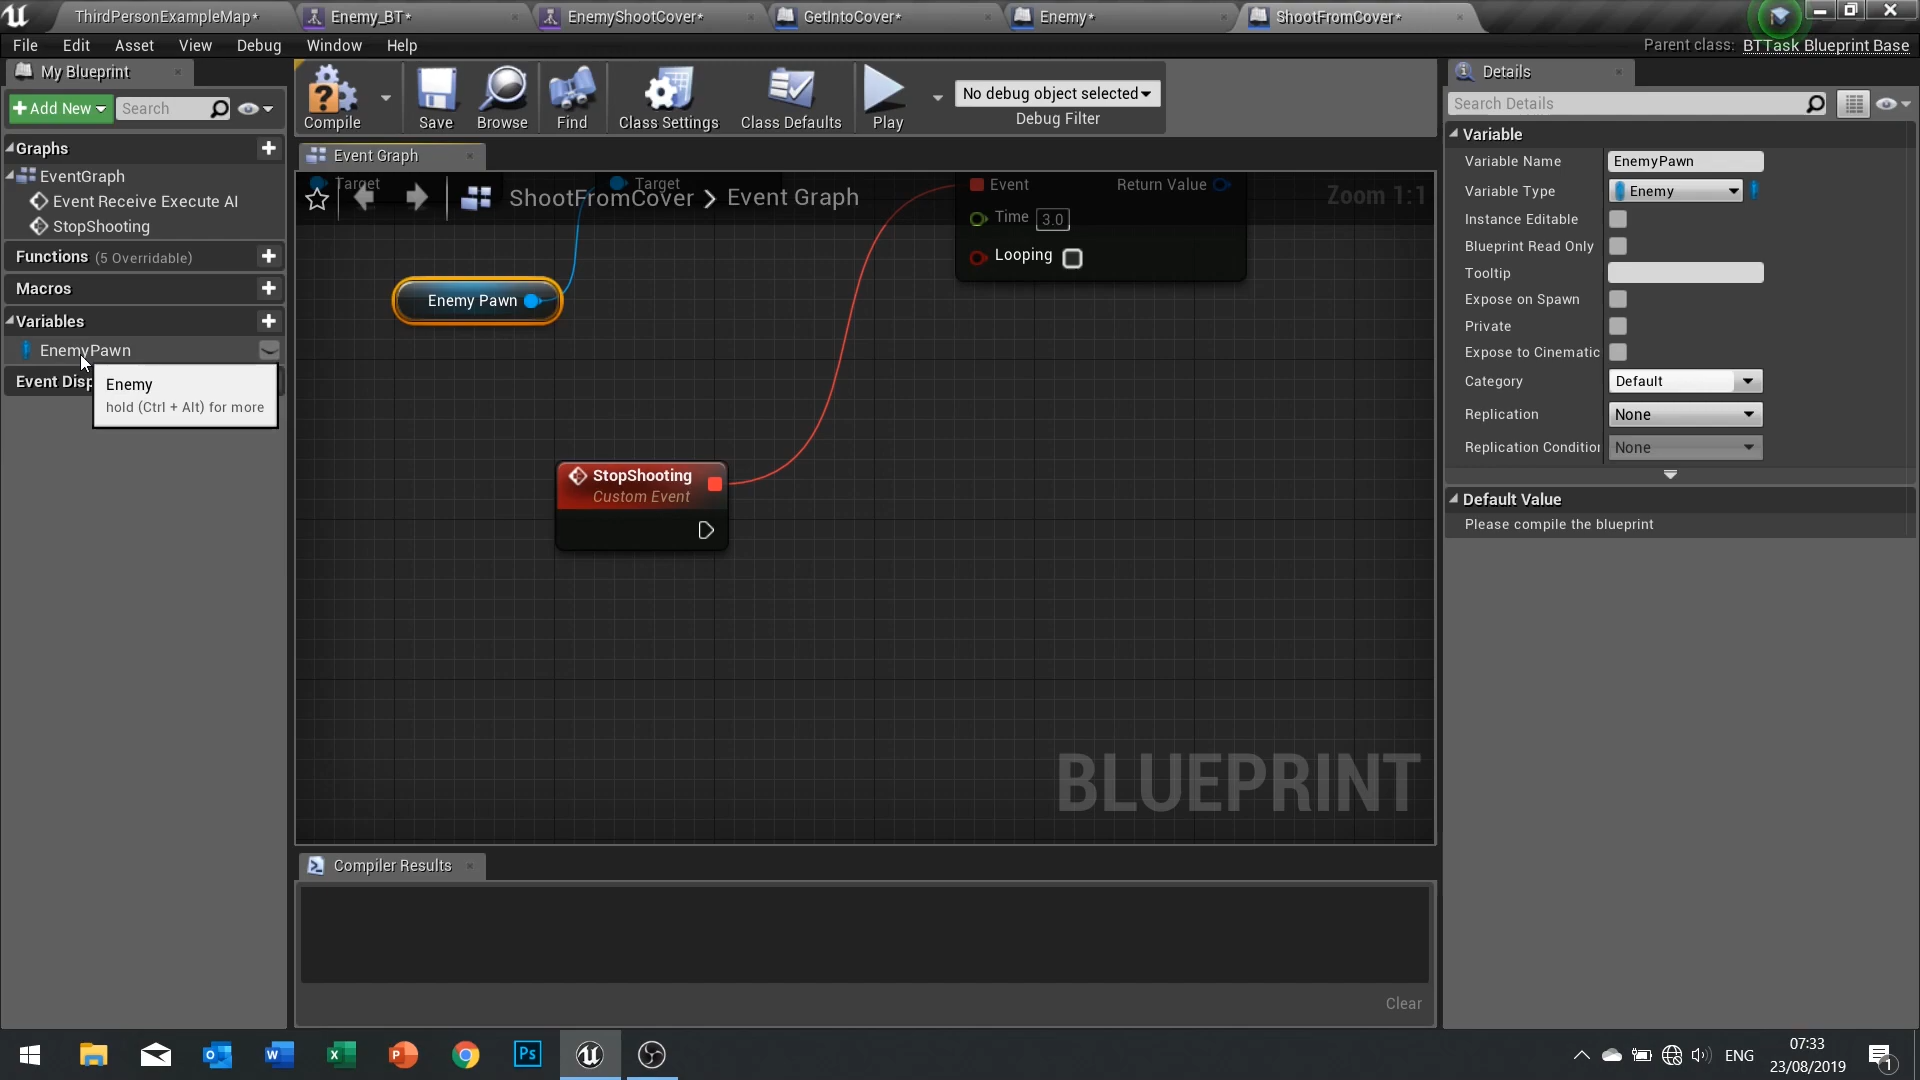 ThirdPersonExampleMap*
Enemy_BT*
EnemyShootCover*
GetIntoCover*
Enemy*
ShootFromCover*
File Edit Asset View Debug Window Help
Parent class: BTTask Blueprint Base
My Blueprint
Add New
Search
Graphs
EventGraph
Event Receive Execute AI
StopShooting
Functions (5 Overridable)
Macros
Variables
EnemyPawn
Event Disp
Enemy
hold (Ctrl + Alt) for more
Compile
Save
Browse
Find
Class Settings
Class Defaults
Play
No debug object selected
Debug Filter
Event Graph
Target
Target
ShootFromCover > Event Graph
Zoom 1:1
Event
Return Value
Time 3.0
Looping
Enemy Pawn
StopShooting
Custom Event
BLUEPRINT
Compiler Results
Clear
Details
Search Details
Variable
Variable Name EnemyPawn
Variable Type Enemy
Instance Editable
Blueprint Read Only
Tooltip
Expose on Spawn
Private
Expose to Cinematic
Category Default
Replication None
Replication Condition None
Default Value
Please compile the blueprint
ENG
07:33
23/08/2019
1